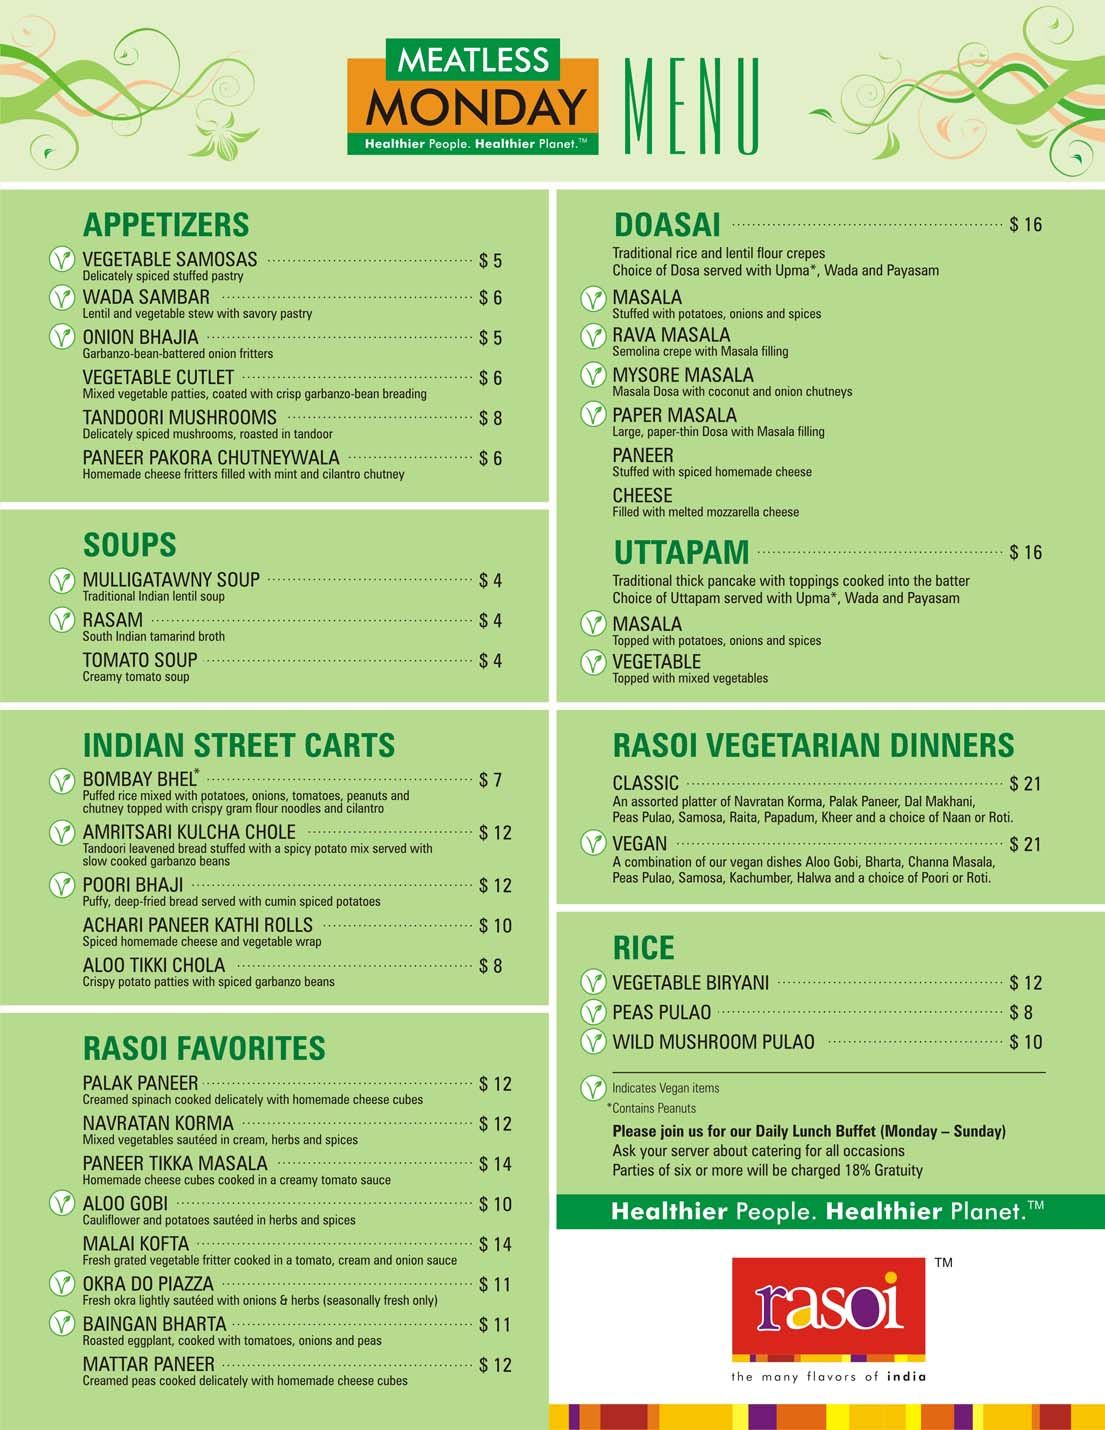 MEATLESS
MONDAY
Healthier People. Healthier Planet.™
MENU
APPETIZERS
VEGETABLE SAMOSAS $ 5
Delicately spiced stuffed pastry
WADA SAMBAR $ 6
Lentil and vegetable stew with savory pastry
ONION BHAJIA $ 5
Garbanzo-bean-battered onion fritters
VEGETABLE CUTLET $ 6
Mixed vegetable patties, coated with crisp garbanzo-bean breading
TANDOORI MUSHROOMS $ 8
Delicately spiced mushrooms, roasted in tandoor
PANEER PAKORA CHUTNEYWALA $ 6
Homemade cheese fritters filled with mint and cilantro chutney
SOUPS
MULLIGATAWNY SOUP $ 4
Traditional Indian lentil soup
RASAM $ 4
South Indian tamarind broth
TOMATO SOUP $ 4
Creamy tomato soup
INDIAN STREET CARTS
BOMBAY BHEL* $ 7
Puffed rice mixed with potatoes, onions, tomatoes, peanuts and
chutney topped with crispy gram flour noodles and cilantro
AMRITSARI KULCHA CHOLE $ 12
Tandoori leavened bread stuffed with a spicy potato mix served with
slow cooked garbanzo beans
POORI BHAJI $ 12
Puffy, deep-fried bread served with cumin spiced potatoes
ACHARI PANEER KATHI ROLLS $ 10
Spiced homemade cheese and vegetable wrap
ALOO TIKKI CHOLA $ 8
Crispy potato patties with spiced garbanzo beans
RASOI FAVORITES
PALAK PANEER $ 12
Creamed spinach cooked delicately with homemade cheese cubes
NAVRATAN KORMA $ 12
Mixed vegetables sautéed in cream, herbs and spices
PANEER TIKKA MASALA $ 14
Homemade cheese cubes cooked in a creamy tomato sauce
ALOO GOBI $ 10
Cauliflower and potatoes sautéed in herbs and spices
MALAI KOFTA $ 14
Fresh grated vegetable fritter cooked in a tomato, cream and onion sauce
OKRA DO PIAZZA $ 11
Fresh okra lightly sautéed with onions & herbs (seasonally fresh only)
BAINGAN BHARTA $ 11
Roasted eggplant, cooked with tomatoes, onions and peas
MATTAR PANEER $ 12
Creamed peas cooked delicately with homemade cheese cubes
DOASAI $ 16
Traditional rice and lentil flour crepes
Choice of Dosa served with Upma*, Wada and Payasam
MASALA
Stuffed with potatoes, onions and spices
RAVA MASALA
Semolina crepe with Masala filling
MYSORE MASALA
Masala Dosa with coconut and onion chutneys
PAPER MASALA
Large, paper-thin Dosa with Masala filling
PANEER
Stuffed with spiced homemade cheese
CHEESE
Filled with melted mozzarella cheese
UTTAPAM $ 16
Traditional thick pancake with toppings cooked into the batter
Choice of Uttapam served with Upma*, Wada and Payasam
MASALA
Topped with potatoes, onions and spices
VEGETABLE
Topped with mixed vegetables
RASOI VEGETARIAN DINNERS
CLASSIC $ 21
An assorted platter of Navratan Korma, Palak Paneer, Dal Makhani,
Peas Pulao, Samosa, Raita, Papadum, Kheer and a choice of Naan or Roti.
VEGAN $ 21
A combination of our vegan dishes Aloo Gobi, Bharta, Channa Masala,
Peas Pulao, Samosa, Kachumber, Halwa and a choice of Poori or Roti.
RICE
VEGETABLE BIRYANI $ 12
PEAS PULAO $ 8
WILD MUSHROOM PULAO $ 10
Indicates Vegan items
*Contains Peanuts
Please join us for our Daily Lunch Buffet (Monday – Sunday)
Ask your server about catering for all occasions
Parties of six or more will be charged 18% Gratuity
Healthier People. Healthier Planet.™
rasoi ™
the many flavors of india